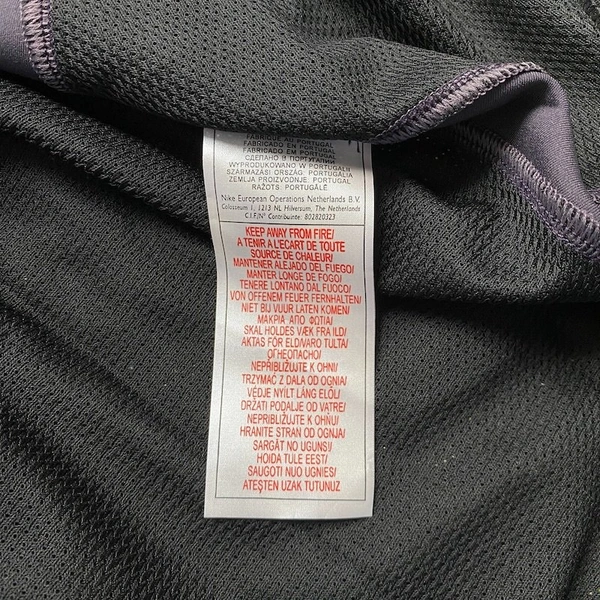 FABRICADO EM PORTUGAL
FABRICADO EM PORTUGAL
СДЕЛАНО В ПОРТУГАЛИИ
WYPRODUKOWANO W PORTUGALII
SZÁRMAZÁSI ORSZÁG: PORTUGÁLIA
ZEMLJA PROIZVODNJE: PORTUGAL
RAŽOTS: PORTUGĀLĒ
Nike European Operations Netherlands B.V.
Colosseum 1, 1213 NL Hilversum, The Netherlands
C.I.F/Nº Contribuinte: 802820323
KEEP AWAY FROM FIRE/
A TENIR A L'ECART DE TOUTE
SOURCE DE CHALEUR/
MANTENER ALEJADO DEL FUEGO/
MANTER LONGE DE FOGO/
TENERE LONTANO DAL FUOCO/
VON OFFENEM FEUER FERNHALTEN/
NIET BIJ VUUR LATEN KOMEN/
ΜΑΚΡΙΑ ΑΠΟ ΦΩΤΙΑ/
SKAL HOLDES VÆK FRA ILD/
AKTAS FÖR ELD/VARO TULTA/
ОГНЕОПАСНО/
NEPŘIBLIŽUJTE K OHNI/
TRZYMAĆ Z DALA OD OGNIA/
VÉDJE NYÍLT LÁNG ELŐL/
DRŽATI PODALJE OD VATRE/
NEPRIBLIŽUJTE K OHŇU/
HRANITE STRAN OD OGNJA/
SARGĀT NO UGUNS/
HOIDA TULE EEST/
SAUGOTI NUO UGNIES/
ATEŞTEN UZAK TUTUNUZ